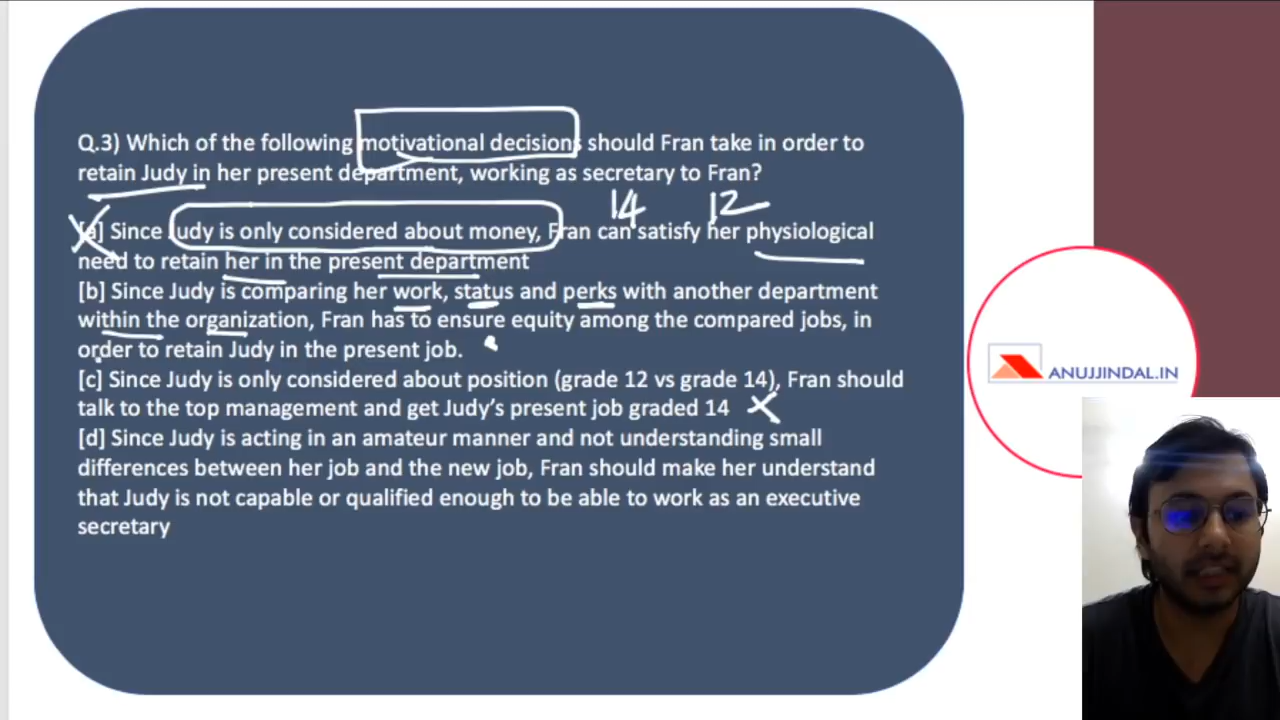 Q.3) Which of the following motivational decisions should Fran take in order to
retain Judy in her present department, working as secretary to Fran?
14 12
[a] Since Judy is only considered about money, Fran can satisfy her physiological
need to retain her in the present department
[b] Since Judy is comparing her work, status and perks with another department
within the organization, Fran has to ensure equity among the compared jobs, in
order to retain Judy in the present job.
[c] Since Judy is only considered about position (grade 12 vs grade 14), Fran should
talk to the top management and get Judy's present job graded 14
[d] Since Judy is acting in an amateur manner and not understanding small
differences between her job and the new job, Fran should make her understand
that Judy is not capable or qualified enough to be able to work as an executive
secretary
ANUJJINDAL.IN